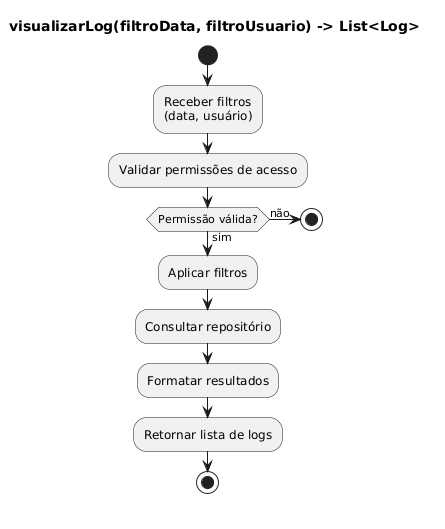 visualizarLog(filtroData, filtroUsuario) -> List<Log>
Receber filtros
(data, usuário)
Validar permissões de acesso
Permissão válida?
não
sim
Aplicar filtros
Consultar repositório
Formatar resultados
Retornar lista de logs